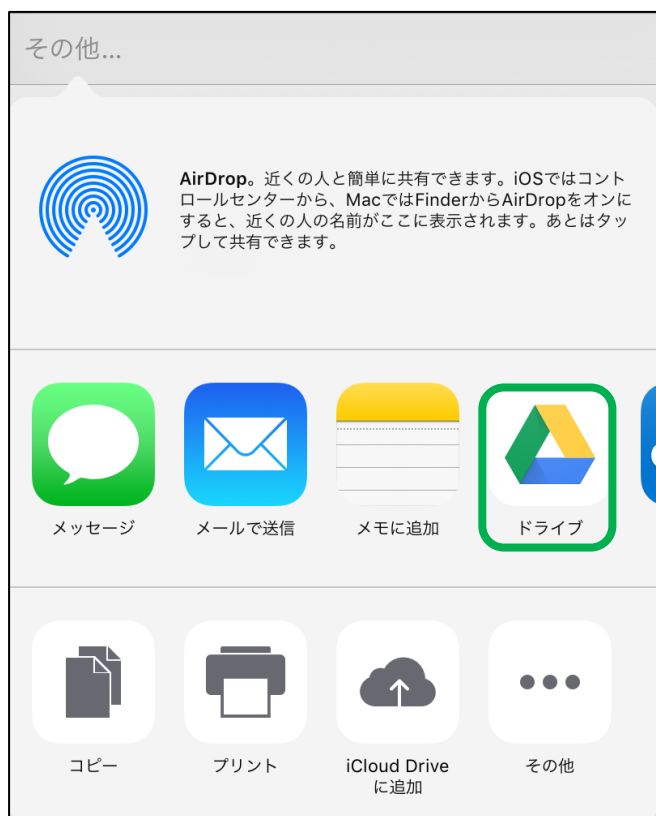 その他...
AirDrop。近くの人と簡単に共有できます。iOSではコント
ロールセンターから、MacではFinderからAirDropをオンに
すると、近くの人の名前がここに表示されます。あとはタッ
プして共有できます。
メッセージ
メールで送信
メモに追加
ドライブ
コピー
プリント
iCloud Drive
に追加
その他